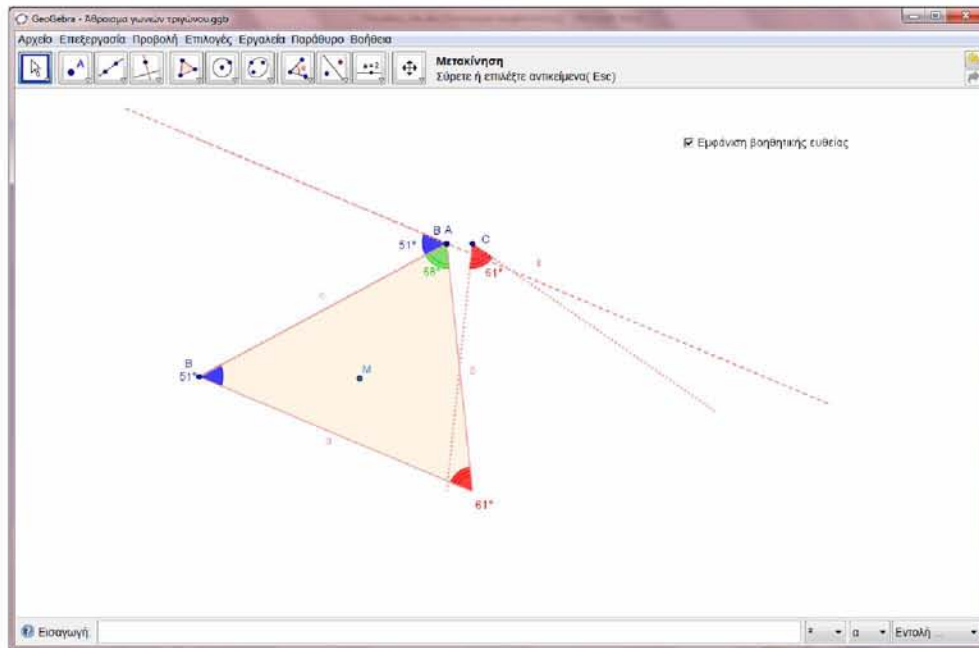 GeoGebra - Άθροισμα γωνιών τριγώνου.ggb
Αρχείο Επεξεργασία Προβολή Επιλογές Εργαλεία Παράθυρο Βοήθεια
A
a=2
Μετακίνηση
Σύρετε ή επιλέξτε αντικείμενα( Esc)
Εμφάνιση βοηθητικής ευθείας
B A
C
51°
68°
61°
B
51°
M
61°
Εισαγωγή:
α
Εντολή ...